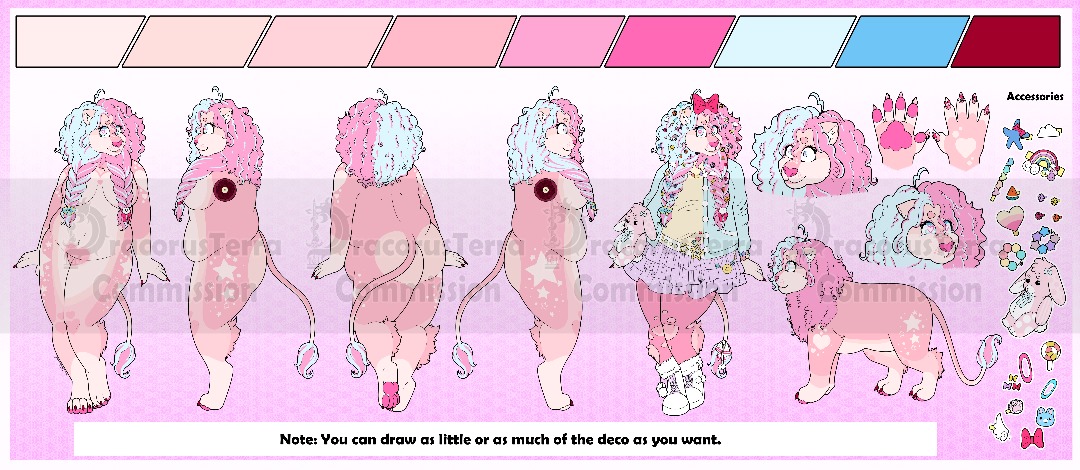 Accessories
DracorusTerra DracorusTerra DracorusTerra DracorusTerra
Commission Commission Commission Commission
Note: You can draw as little or as much of the deco as you want.